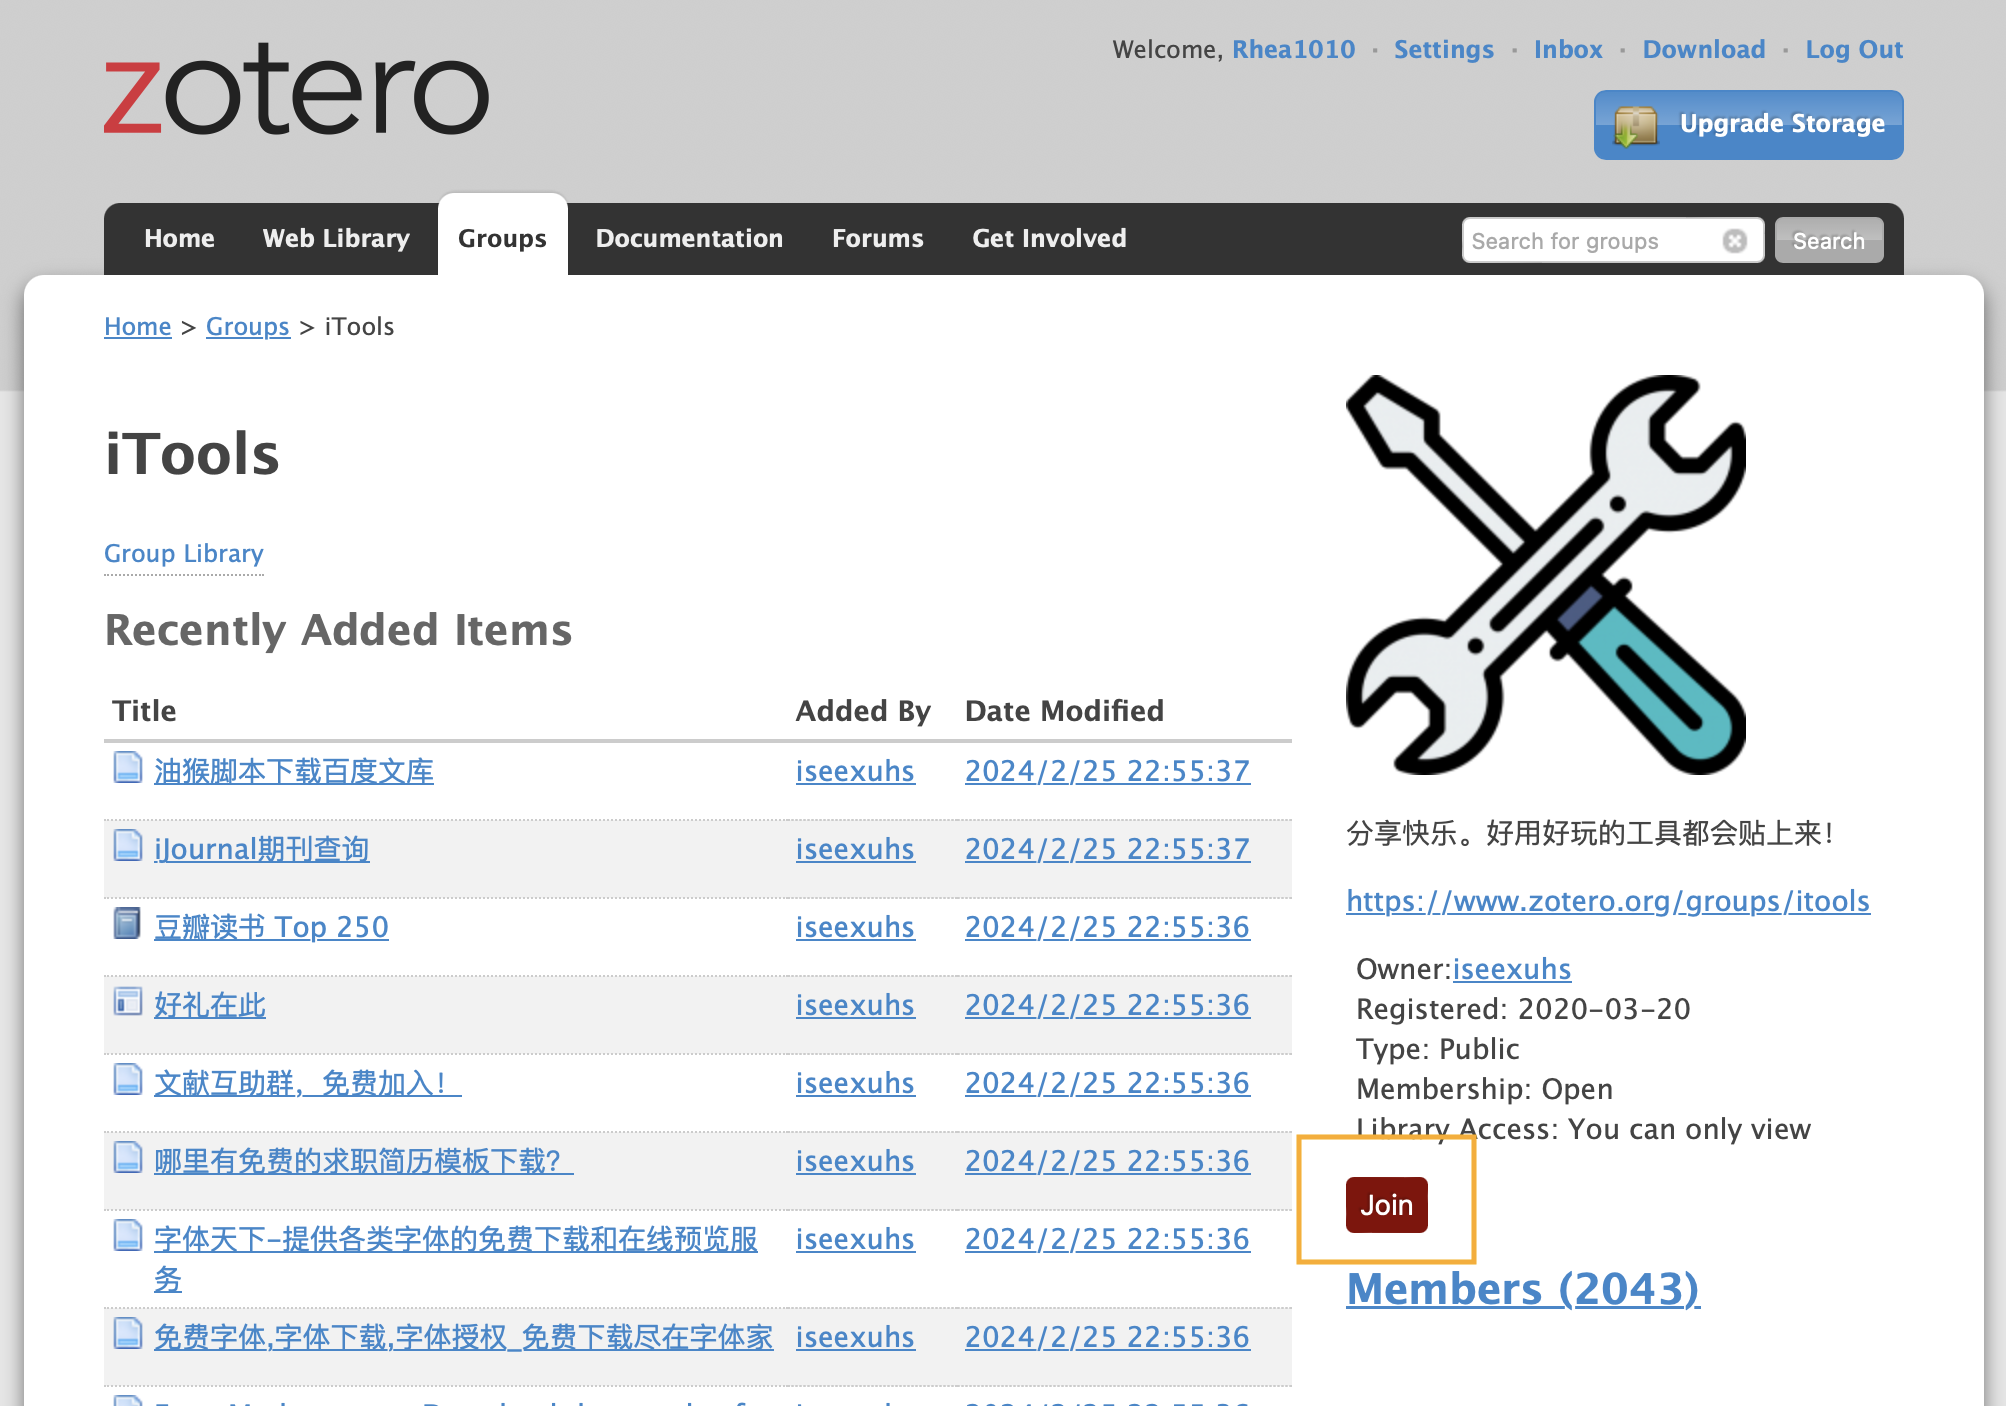 zotero
Welcome, Rhea1010 · Settings · Inbox · Download · Log Out
Upgrade Storage
Home Web Library Groups Documentation Forums Get Involved Search for groups Search
Home > Groups > iTools
iTools
Group Library
Recently Added Items
Title Added By Date Modified
油猴脚本下载百度文库 iseexuhs 2024/2/25 22:55:37
iJournal期刊查询 iseexuhs 2024/2/25 22:55:37
豆瓣读书 Top 250 iseexuhs 2024/2/25 22:55:36
好礼在此 iseexuhs 2024/2/25 22:55:36
文献互助群，免费加入！ iseexuhs 2024/2/25 22:55:36
哪里有免费的求职简历模板下载？ iseexuhs 2024/2/25 22:55:36
字体天下-提供各类字体的免费下载和在线预览服
务 iseexuhs 2024/2/25 22:55:36
免费字体,字体下载,字体授权_免费下载尽在字体家 iseexuhs 2024/2/25 22:55:36
分享快乐。好用好玩的工具都会贴上来！
https://www.zotero.org/groups/itools
Owner:iseexuhs
Registered: 2020-03-20
Type: Public
Membership: Open
Library Access: You can only view
Join
Members (2043)